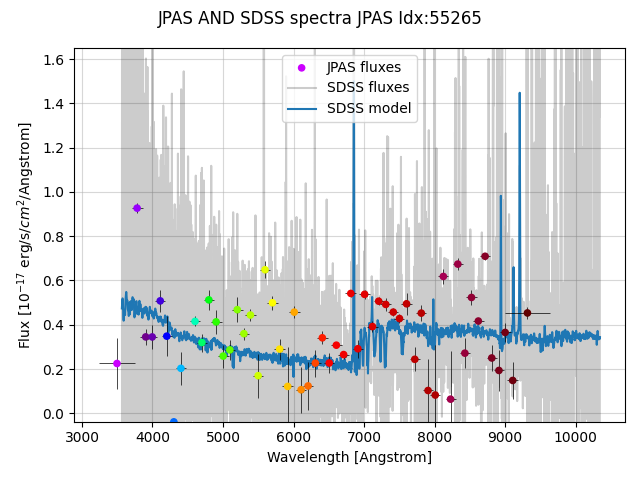 JPAS AND SDSS spectra JPAS Idx:55265
JPAS fluxes
SDSS fluxes
SDSS model
Flux [10⁻¹⁷ erg/s/cm²/Angstrom]
1.6
1.4
1.2
1.0
0.8
0.6
0.4
0.2
0.0
3000 4000 5000 6000 7000 8000 9000 10000
Wavelength [Angstrom]